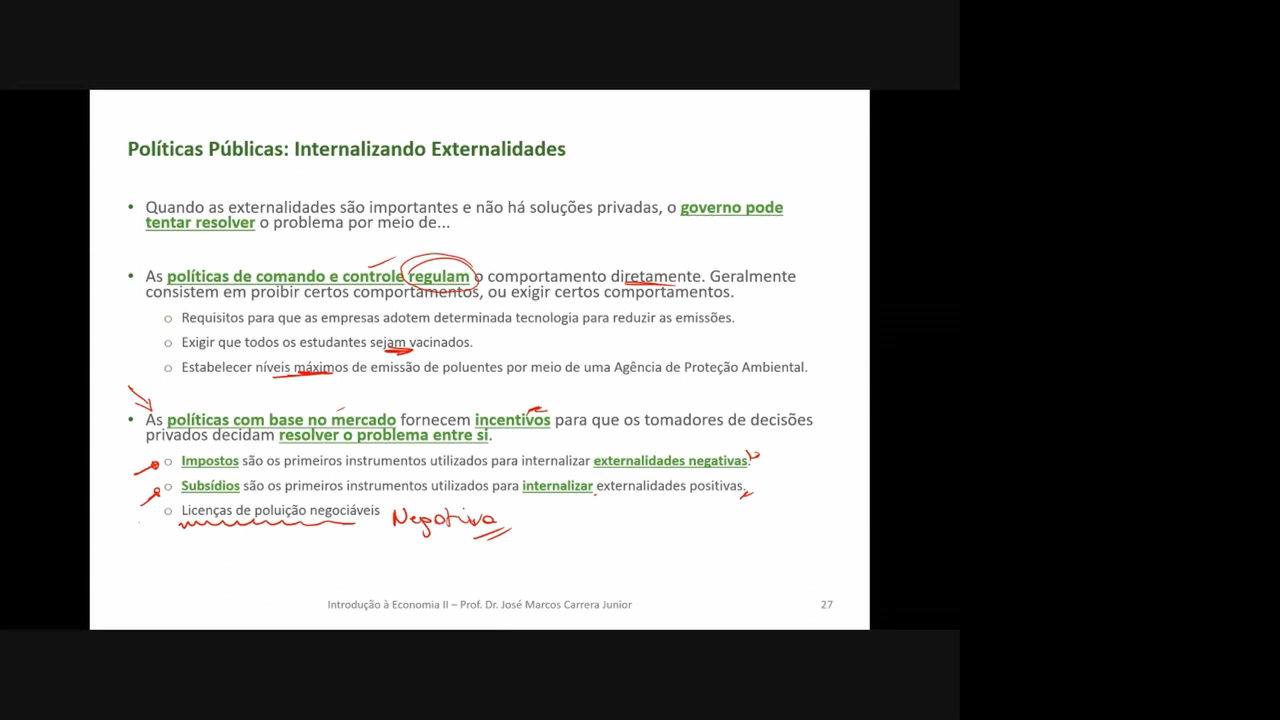 Políticas Públicas: Internalizando Externalidades
• Quando as externalidades são importantes e não há soluções privadas, o governo pode
tentar resolver o problema por meio de...
• As políticas de comando e controle regulam o comportamento diretamente. Geralmente
consistem em proibir certos comportamentos, ou exigir certos comportamentos.
o Requisitos para que as empresas adotem determinada tecnologia para reduzir as emissões.
o Exigir que todos os estudantes sejam vacinados.
o Estabelecer níveis máximos de emissão de poluentes por meio de uma Agência de Proteção Ambiental.
• As políticas com base no mercado fornecem incentivos para que os tomadores de decisões
privados decidam resolver o problema entre si.
o Impostos são os primeiros instrumentos utilizados para internalizar externalidades negativas.
o Subsídios são os primeiros instrumentos utilizados para internalizar externalidades positivas.
o Licenças de poluição negociáveis Negativa
Introdução à Economia II – Prof. Dr. José Marcos Carrera Junior 27